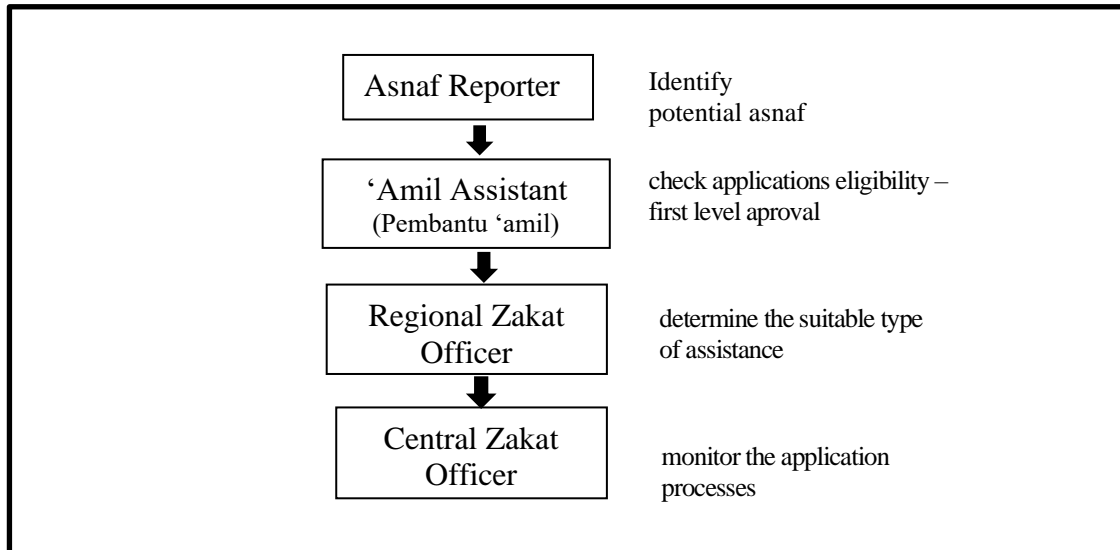 Asnaf Reporter
Identify
potential asnaf
‘Amil Assistant
(Pembantu ‘amil)
check applications eligibility –
first level aproval
Regional Zakat
Officer
determine the suitable type
of assistance
Central Zakat
Officer
monitor the application
processes